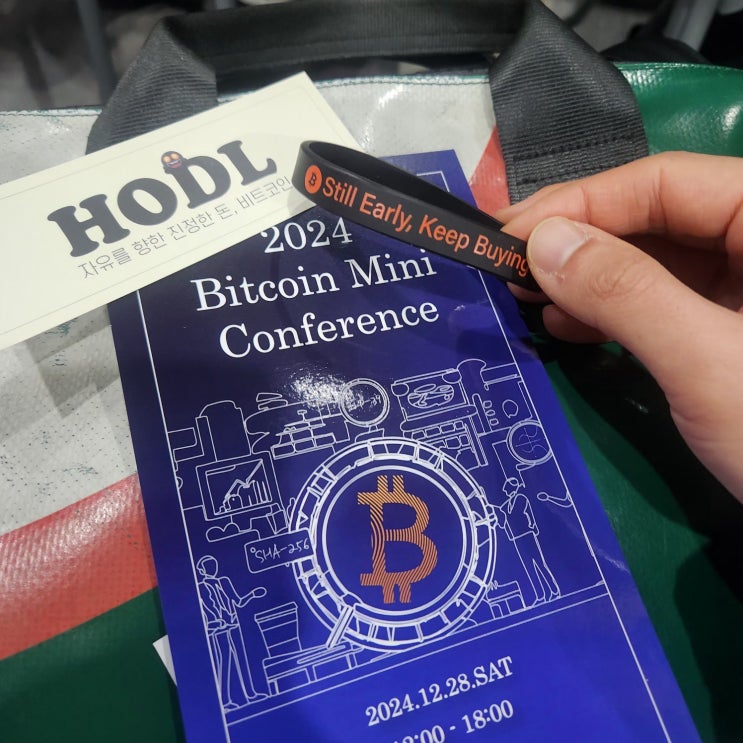 HODL
자유를 향한 진정한 돈, 비트코인
Still Early, Keep Buying
2024
Bitcoin Mini
Conference
SHA-256
2024.12.28.SAT
- 18:00